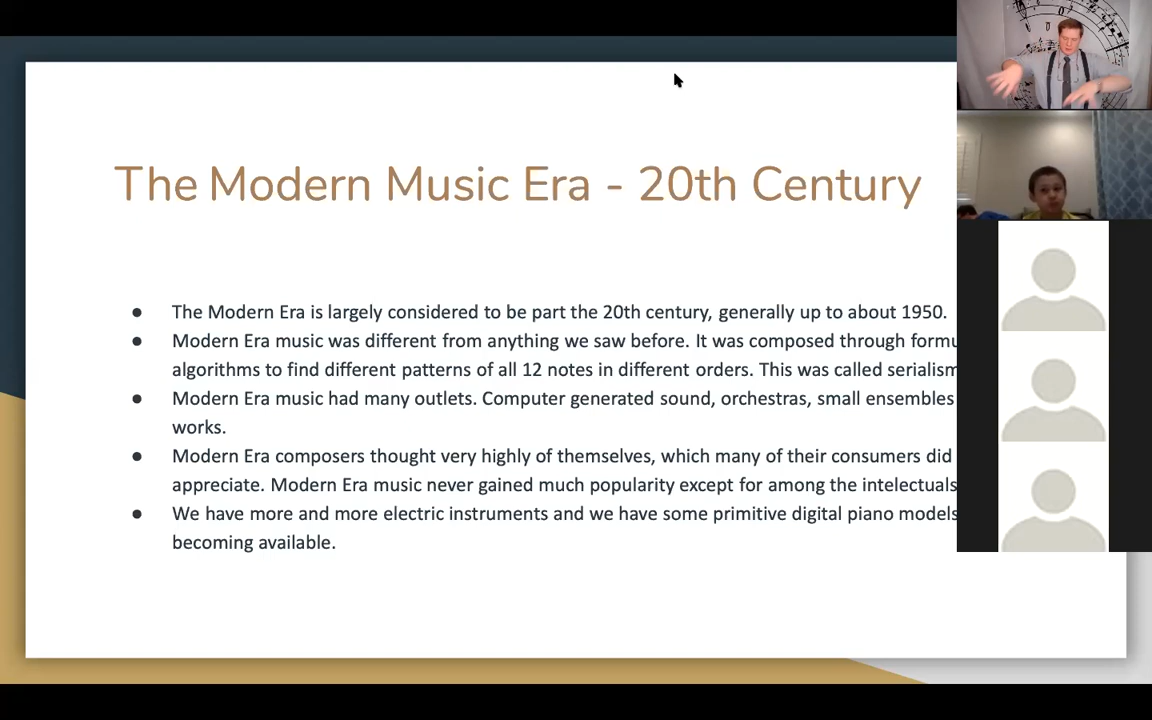 The Modern Music Era - 20th Century
● The Modern Era is largely considered to be part the 20th century, generally up to about 1950.
● Modern Era music was different from anything we saw before. It was composed through
algorithms to find different patterns of all 12 notes in different orders. This was called serialism
● Modern Era music had many outlets. Computer generated sound, orchestras, small ensembles
works.
● Modern Era composers thought very highly of themselves, which many of their consumers did
appreciate. Modern Era music never gained much popularity except for among the intelectuals
● We have more and more electric instruments and we have some primitive digital piano models
becoming available.